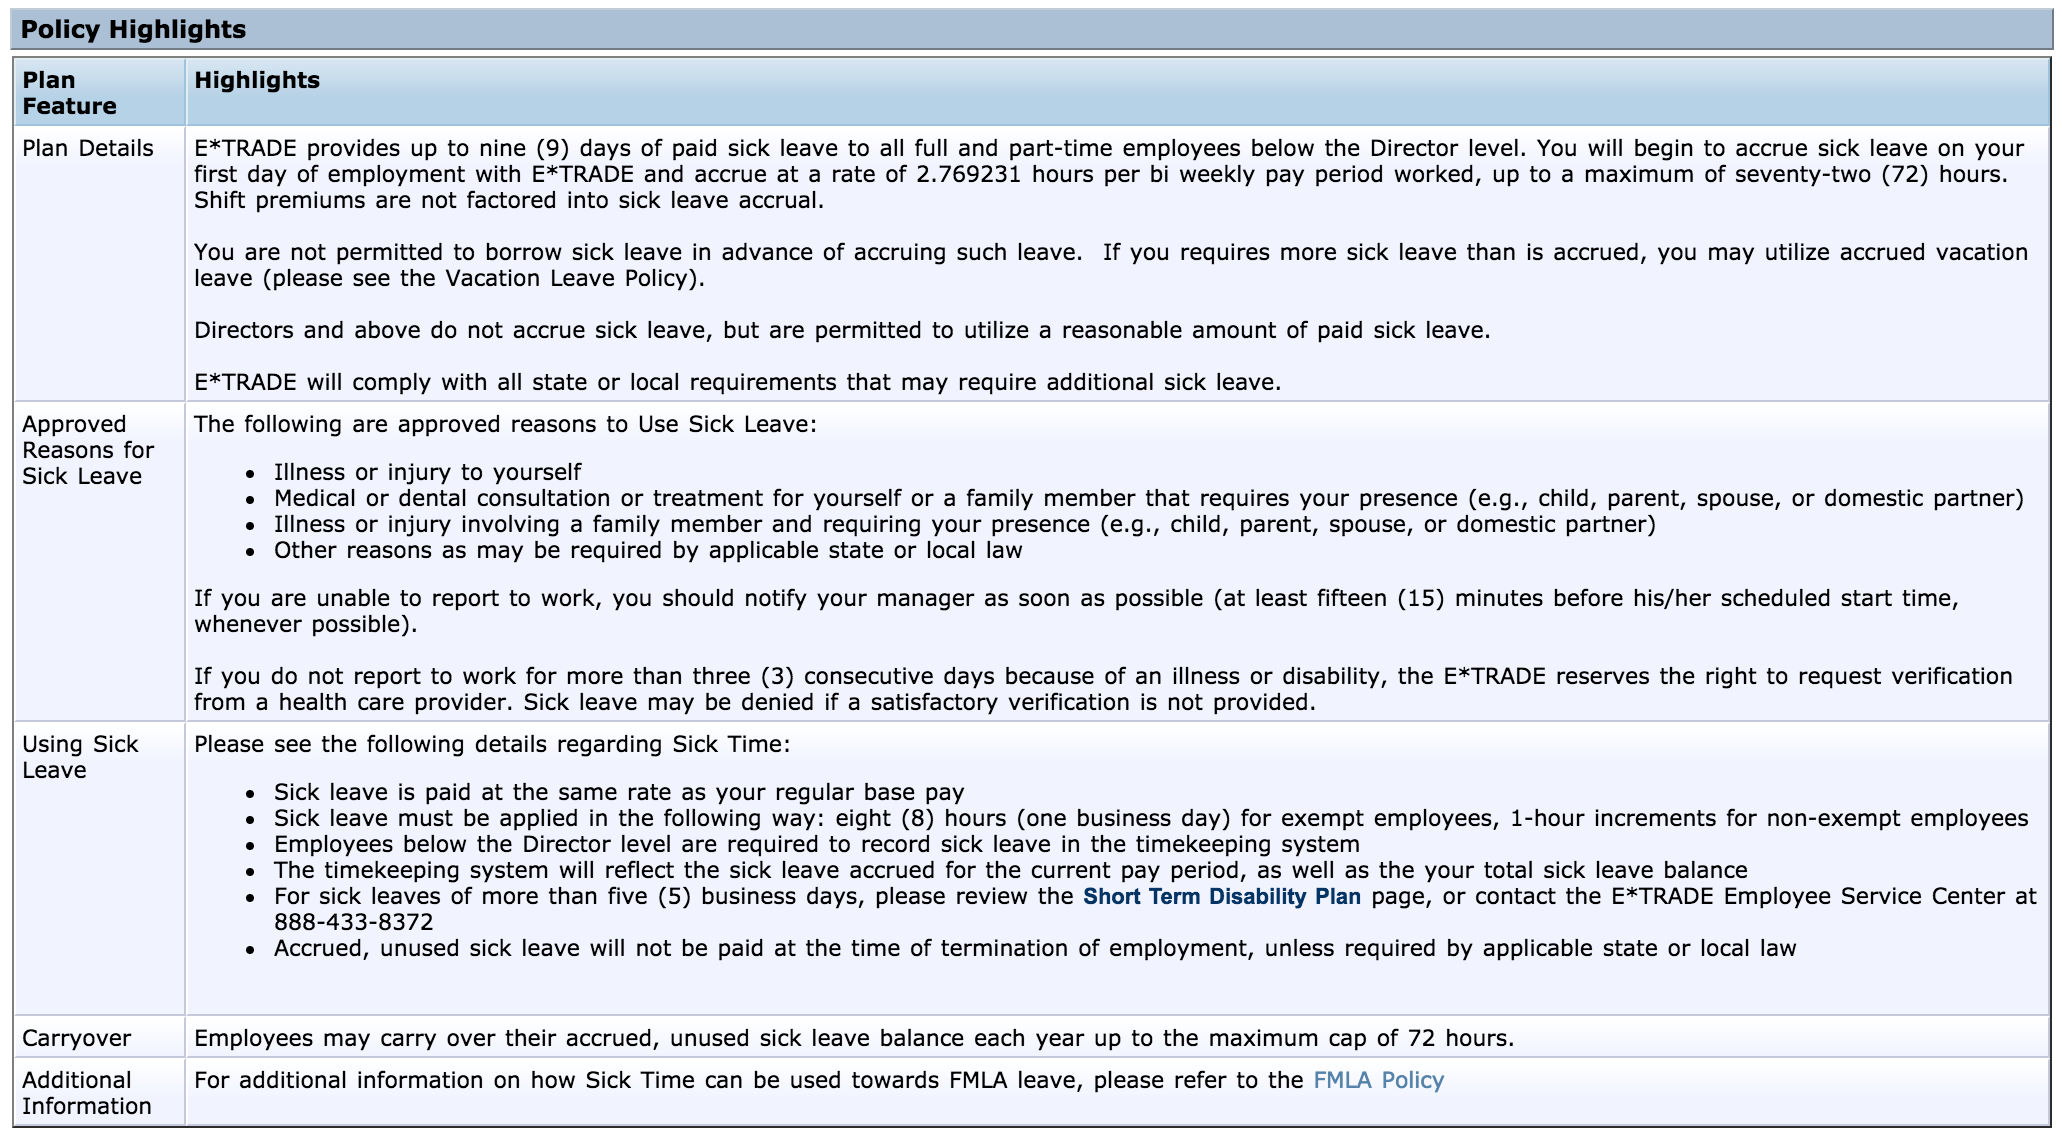 Policy Highlights
Plan Feature
Highlights
Plan Details
E*TRADE provides up to nine (9) days of paid sick leave to all full and part-time employees below the Director level. You will begin to accrue sick leave on your
first day of employment with E*TRADE and accrue at a rate of 2.769231 hours per bi weekly pay period worked, up to a maximum of seventy-two (72) hours.
Shift premiums are not factored into sick leave accrual.
You are not permitted to borrow sick leave in advance of accruing such leave.  If you requires more sick leave than is accrued, you may utilize accrued vacation
leave (please see the Vacation Leave Policy).
Directors and above do not accrue sick leave, but are permitted to utilize a reasonable amount of paid sick leave.
E*TRADE will comply with all state or local requirements that may require additional sick leave.
Approved
Reasons for
Sick Leave
The following are approved reasons to Use Sick Leave:
• Illness or injury to yourself
• Medical or dental consultation or treatment for yourself or a family member that requires your presence (e.g., child, parent, spouse, or domestic partner)
• Illness or injury involving a family member and requiring your presence (e.g., child, parent, spouse, or domestic partner)
• Other reasons as may be required by applicable state or local law
If you are unable to report to work, you should notify your manager as soon as possible (at least fifteen (15) minutes before his/her scheduled start time,
whenever possible).
If you do not report to work for more than three (3) consecutive days because of an illness or disability, the E*TRADE reserves the right to request verification
from a health care provider. Sick leave may be denied if a satisfactory verification is not provided.
Using Sick
Leave
Please see the following details regarding Sick Time:
• Sick leave is paid at the same rate as your regular base pay
• Sick leave must be applied in the following way: eight (8) hours (one business day) for exempt employees, 1-hour increments for non-exempt employees
• Employees below the Director level are required to record sick leave in the timekeeping system
• The timekeeping system will reflect the sick leave accrued for the current pay period, as well as the your total sick leave balance
• For sick leaves of more than five (5) business days, please review the Short Term Disability Plan page, or contact the E*TRADE Employee Service Center at
888-433-8372
• Accrued, unused sick leave will not be paid at the time of termination of employment, unless required by applicable state or local law
Carryover
Employees may carry over their accrued, unused sick leave balance each year up to the maximum cap of 72 hours.
Additional
Information
For additional information on how Sick Time can be used towards FMLA leave, please refer to the FMLA Policy